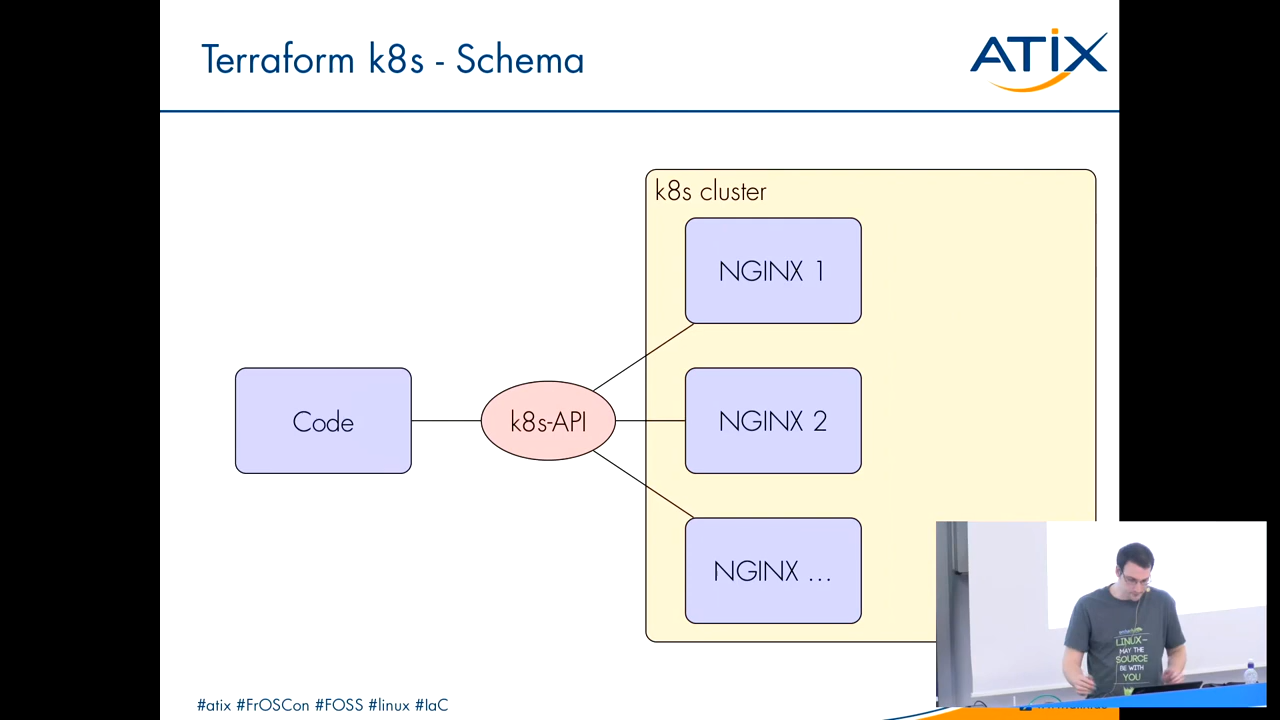 Terraform k8s - Schema
ATIX
k8s cluster
NGINX 1
Code
k8s-API
NGINX 2
NGINX ...
LINUX –
MAY THE
SOURCE
BE WITH
YOU
#atix #FrOSCon #FOSS #linux #IaC